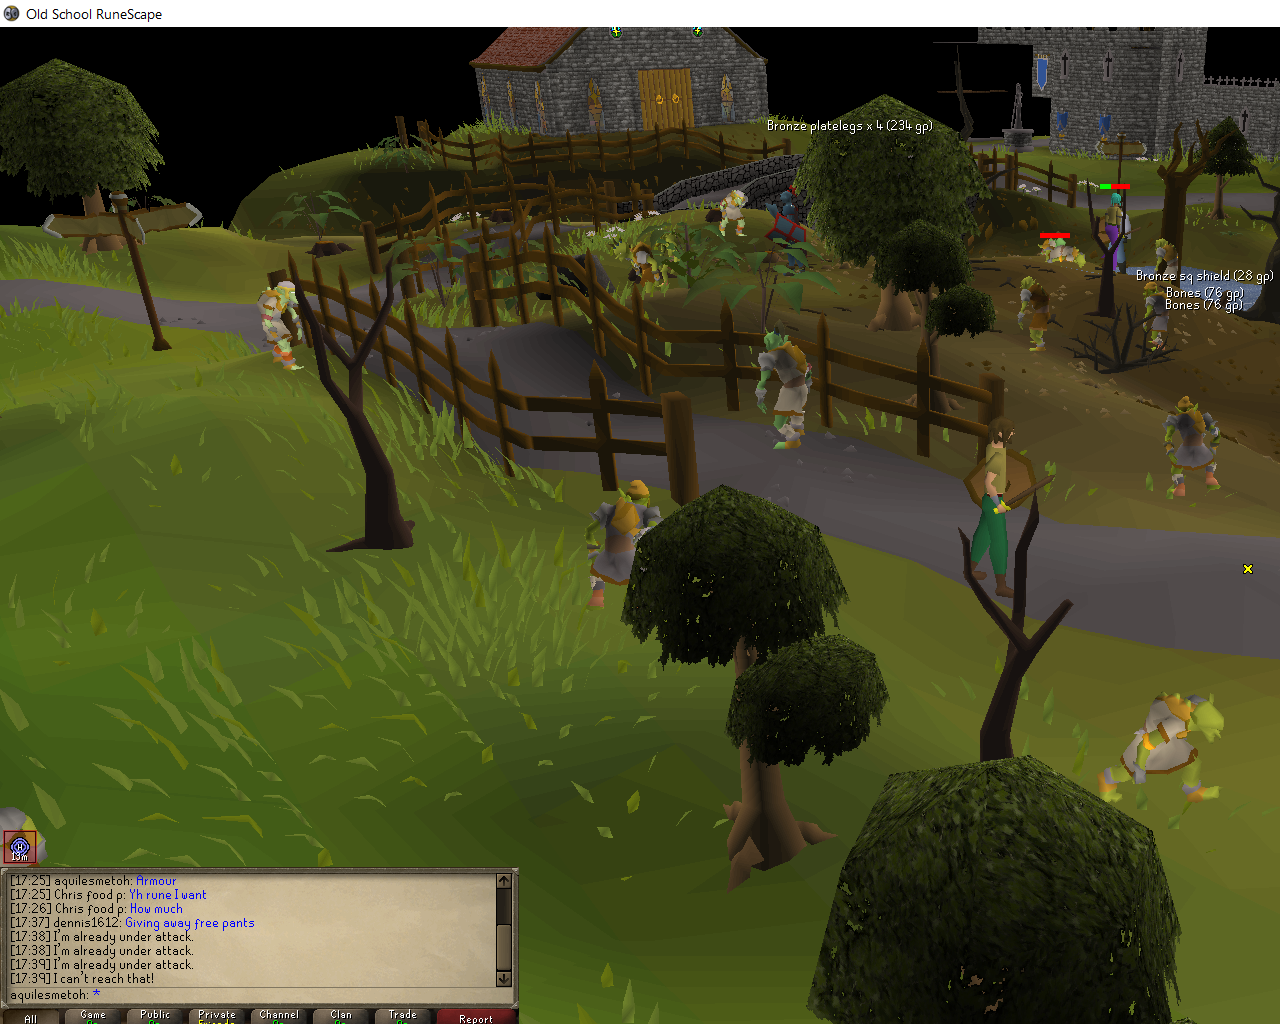 Old School RuneScape
Bronze platelegs x 4 (234 gp)
Bronze sq shield (28 gp)
Bones (76 gp)
Bones (76 gp)
13m
[17:25] aquilesmetoh: Armour
[17:25] Chris food p: Yh rune I want
[17:26] Chris food p: How much
[17:37] dennis1612: Giving away free pants
[17:38] I'm already under attack.
[17:38] I'm already under attack.
[17:39] I'm already under attack.
[17:39] I can't reach that!
aquilesmetoh: *
All Game Public Private Channel Clan Trade Report